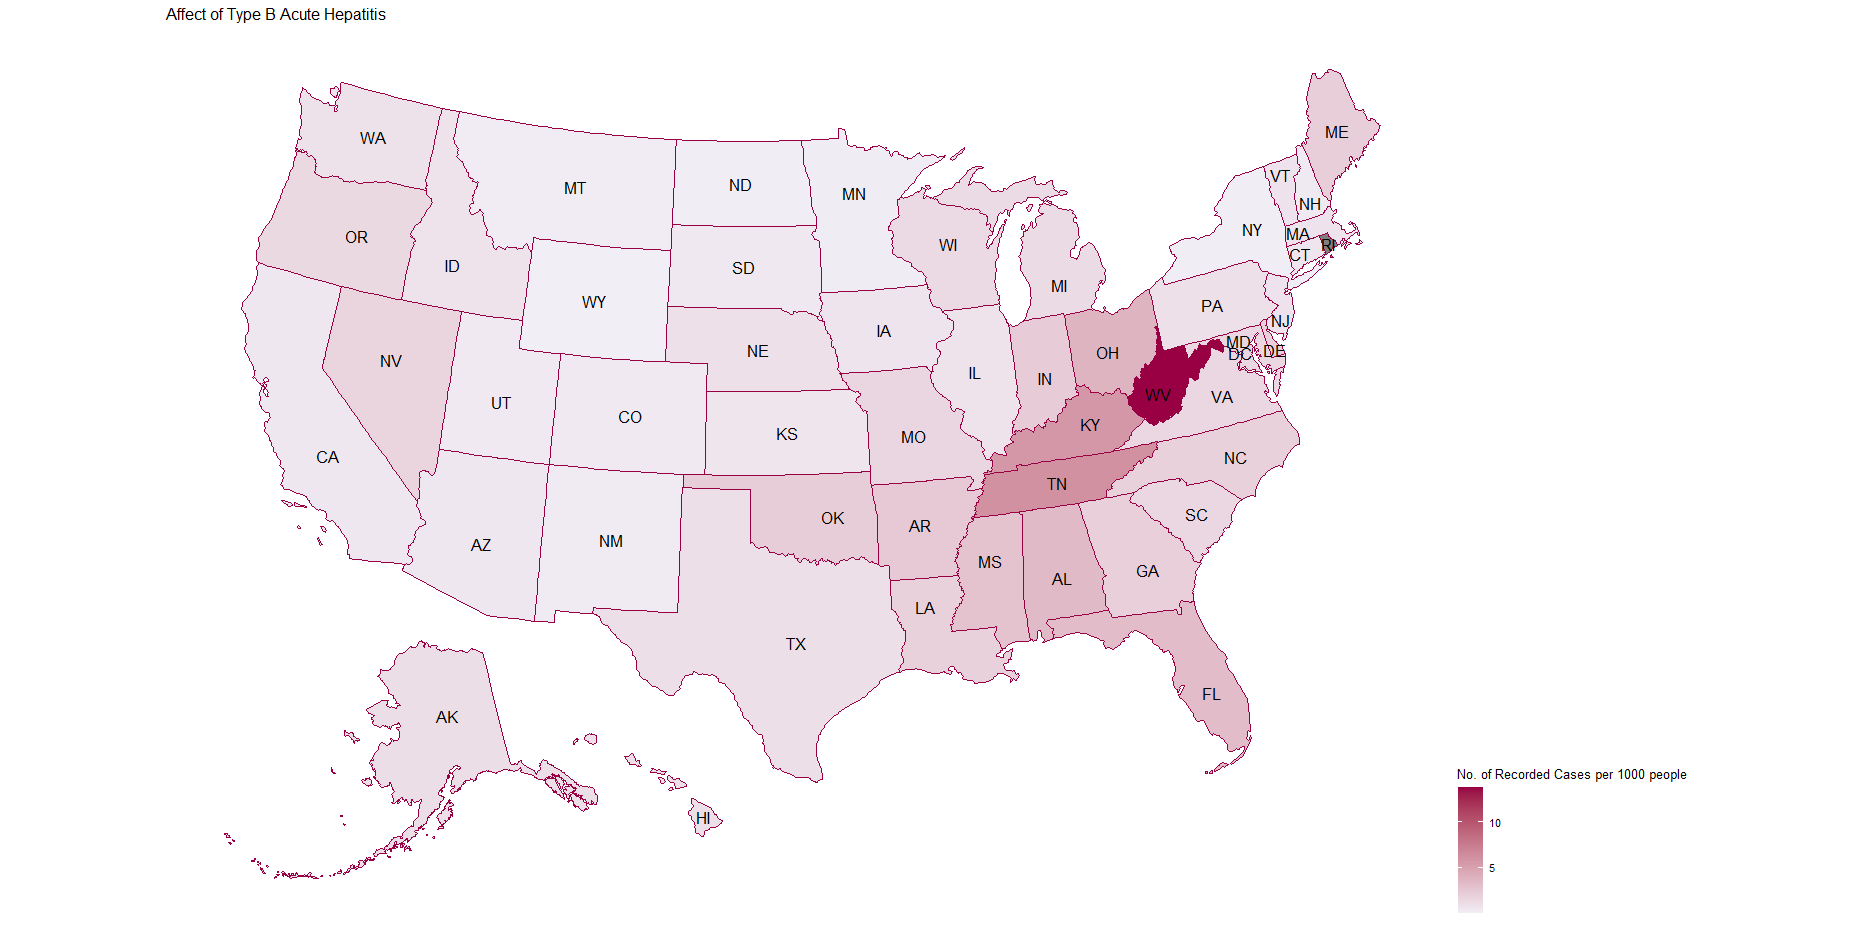 Affect of Type B Acute Hepatitis
ME
WA
VT
ND
MT
MN
NH
NY
MA
RI
OR
WI
CT
ID
SD
MI
WY
PA
NJ
IA
MD
NE
OH
DC
DE
NV
IL
IN
WV
VA
UT
CO
KY
KS
MO
CA
NC
TN
SC
OK
AR
NM
AZ
MS
GA
AL
LA
TX
FL
AK
HI
No. of Recorded Cases per 1000 people
10
5